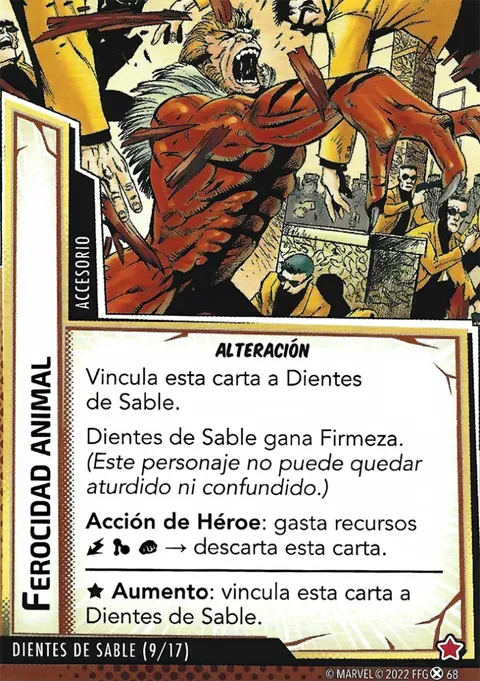 ACCESORIO
FEROCIDAD ANIMAL
ALTERACIÓN
Vincula esta carta a Dientes
de Sable.
Dientes de Sable gana Firmeza.
(Este personaje no puede quedar
aturdido ni confundido.)
Acción de Héroe: gasta recursos
→ descarta esta carta.
★ Aumento: vincula esta carta a
Dientes de Sable.
DIENTES DE SABLE (9/17)
© MARVEL © 2022 FFG 68